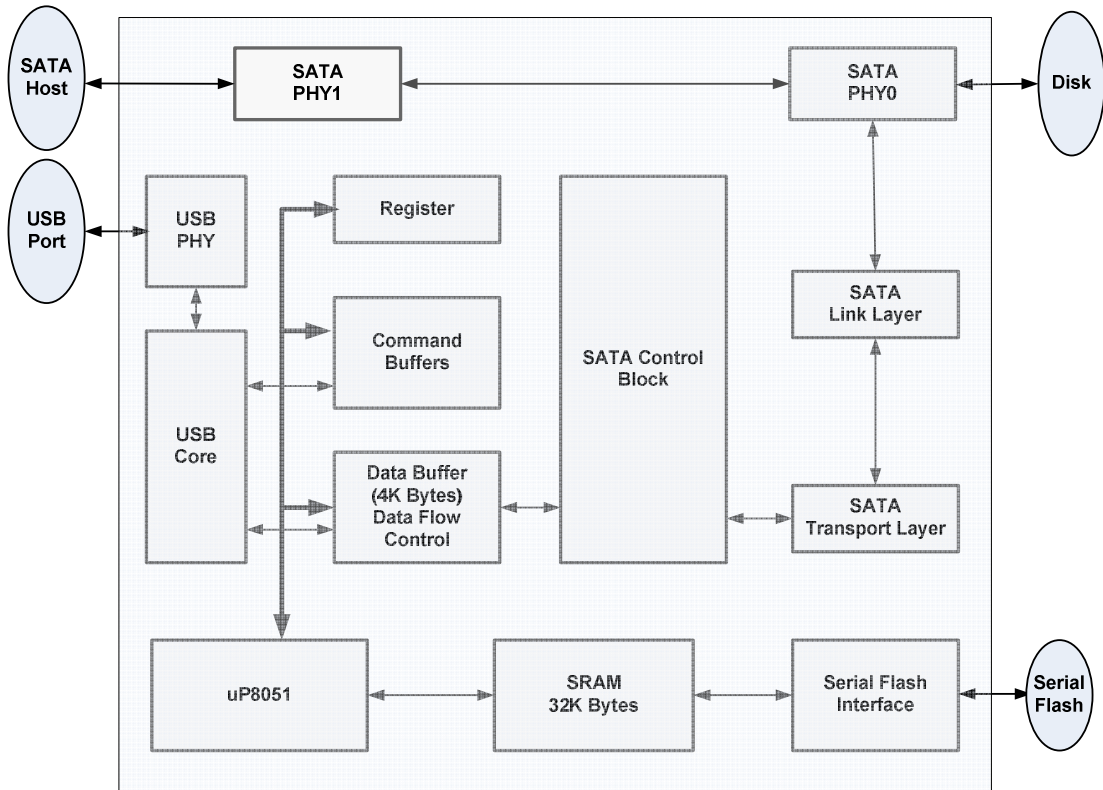 SATA
Host
SATA
PHY1
SATA
PHY0
Disk
USB
Port
USB
PHY
Register
SATA
Link Layer
Command
Buffers
SATA Control
Block
USB
Core
Data Buffer
(4K Bytes)
Data Flow
Control
SATA
Transport Layer
uP8051
SRAM
32K Bytes
Serial Flash
Interface
Serial
Flash